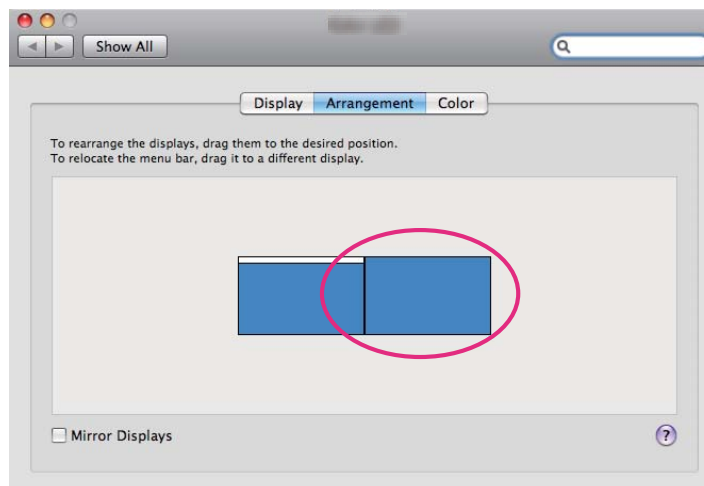 Show All
Display Arrangement Color
To rearrange the displays, drag them to the desired position.
To relocate the menu bar, drag it to a different display.
Mirror Displays
?